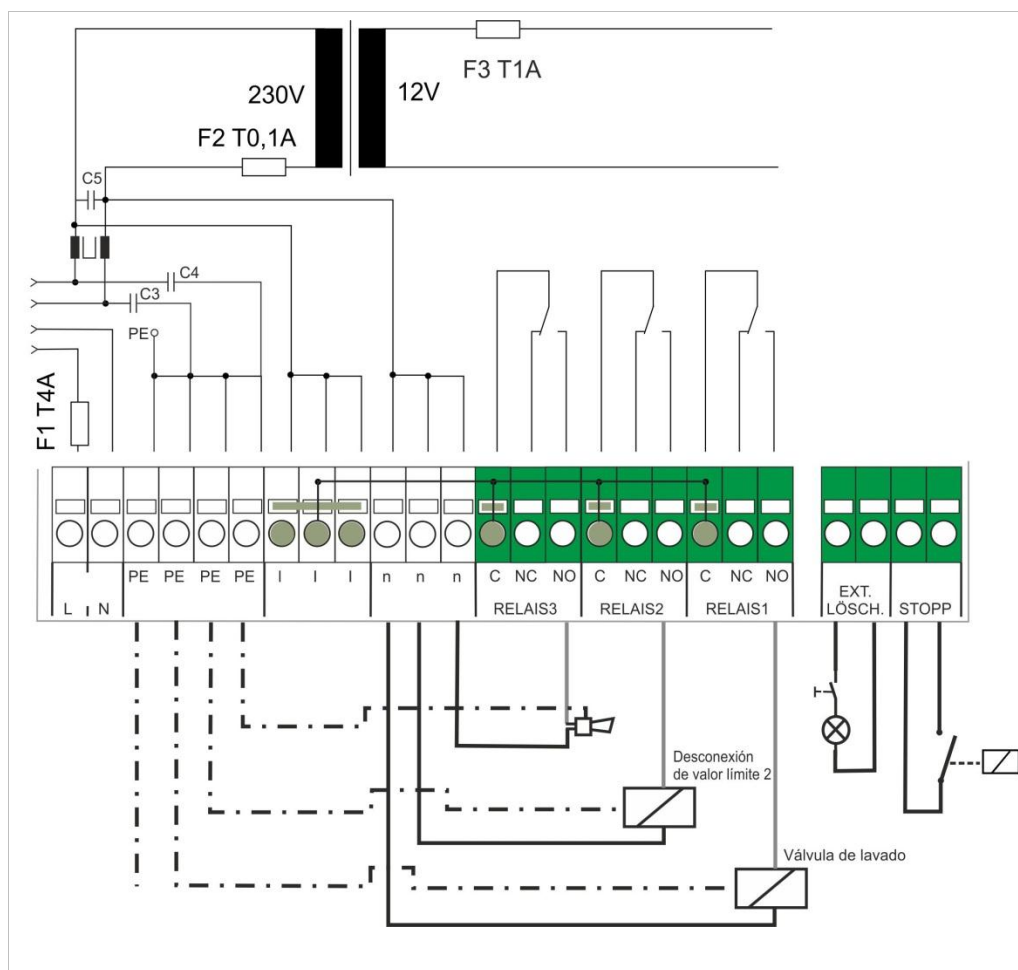 F3 T1A
230V
12V
F2 T0,1A
C5
C4
C3
PE
F1 T4A
PE PE PE PE I I I n n n C NC NO C NC NO C NC NO
L N RELAIS3 RELAIS2 RELAIS1
EXT.
LÖSCH. STOPP
Desconexión
de valor límite 2
Válvula de lavado